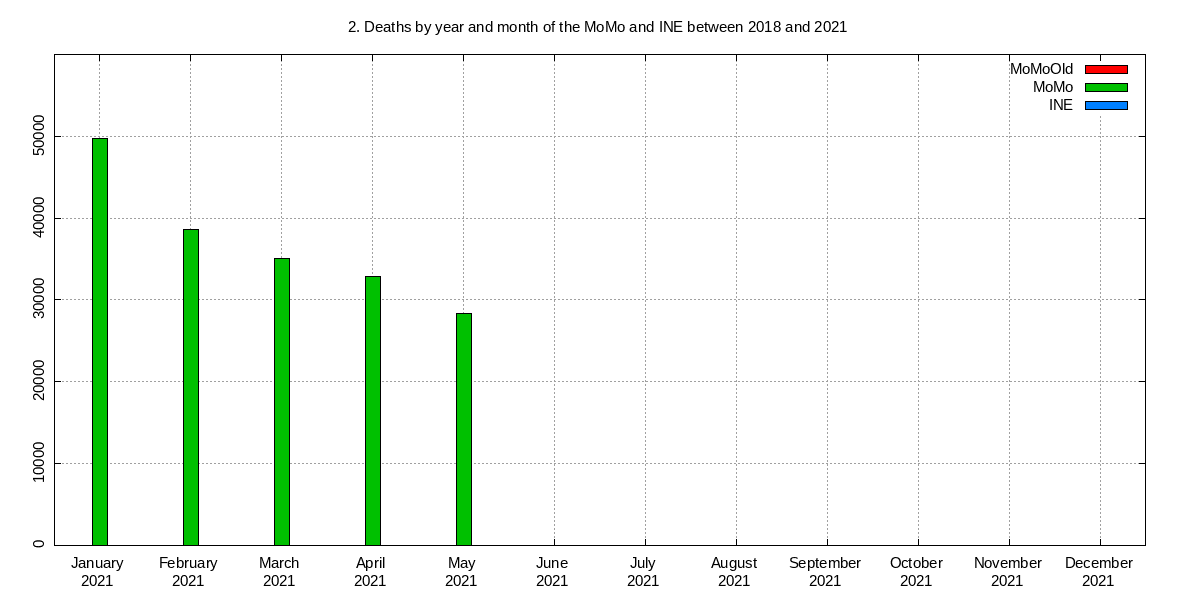 2. Deaths by year and month of the MoMo and INE between 2018 and 2021
MoMoOld
MoMo
INE
50000
40000
30000
20000
10000
0
January February March April May June July August September October November December
2021 2021 2021 2021 2021 2021 2021 2021 2021 2021 2021 2021